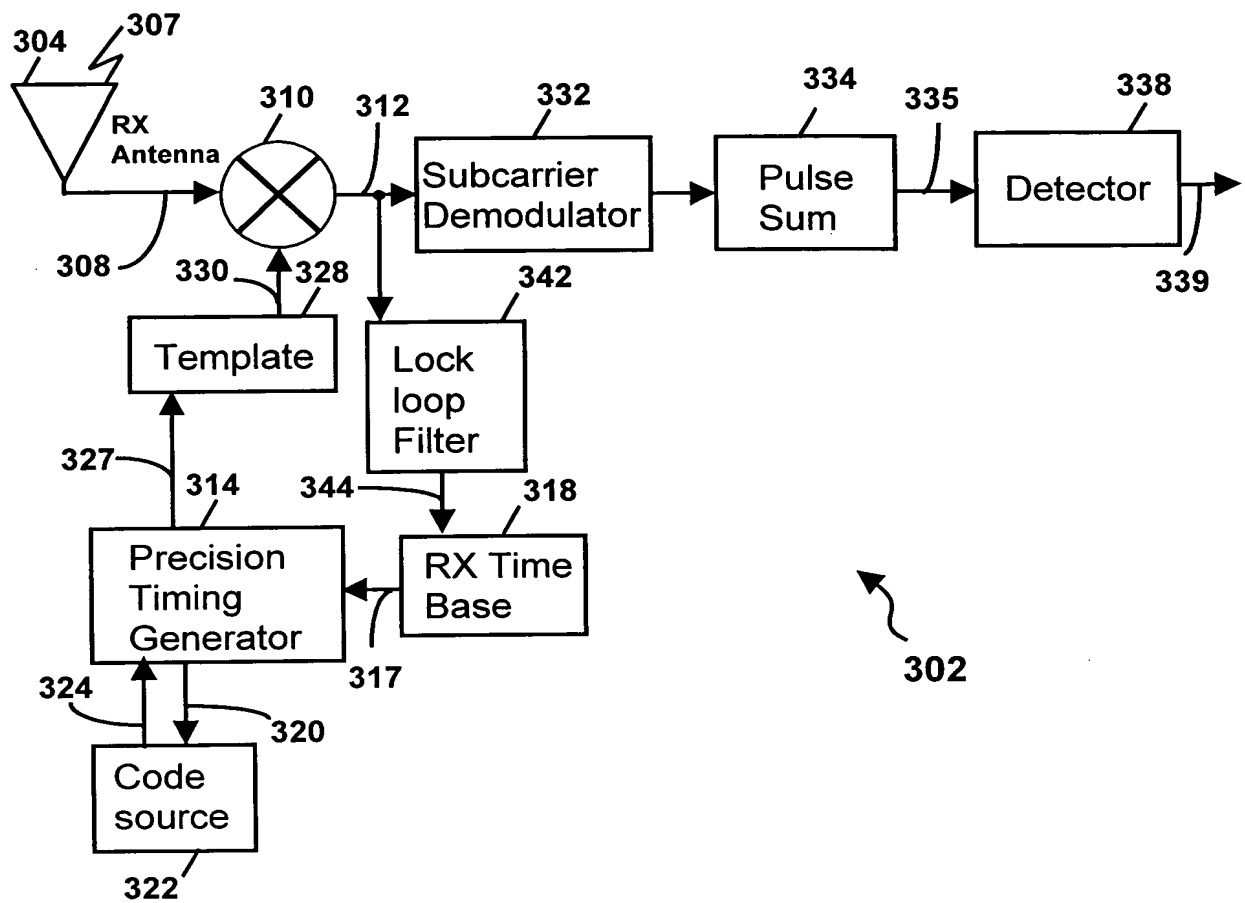 304
307
RX
Antenna
310
312
332
334
335
338
Subcarrier
Demodulator
Pulse
Sum
Detector
308
330
328
342
339
Template
Lock
loop
Filter
327
314
344
318
Precision
Timing
Generator
RX Time
Base
317
302
324
320
Code
source
322